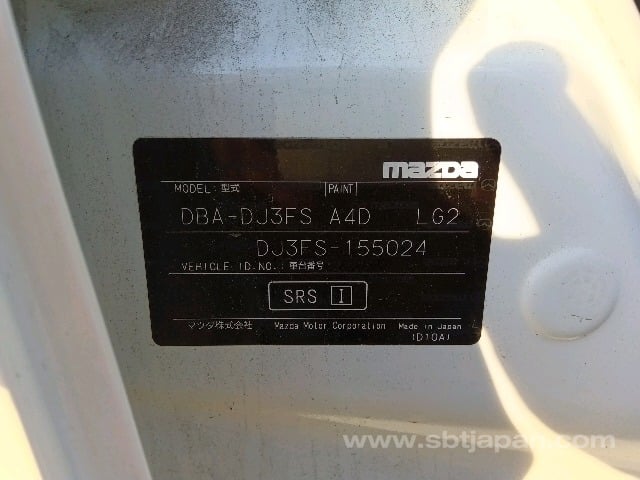 mazda
MODEL:型式 PAINT
DBA-DJ3FS A4D LG2
DJ3FS-155024
VEHICLE ID.NO.:車台番号
SRS I
マツダ株式会社 Mazda Motor Corporation Made in Japan
(D10A)
www.sbtjapan.com